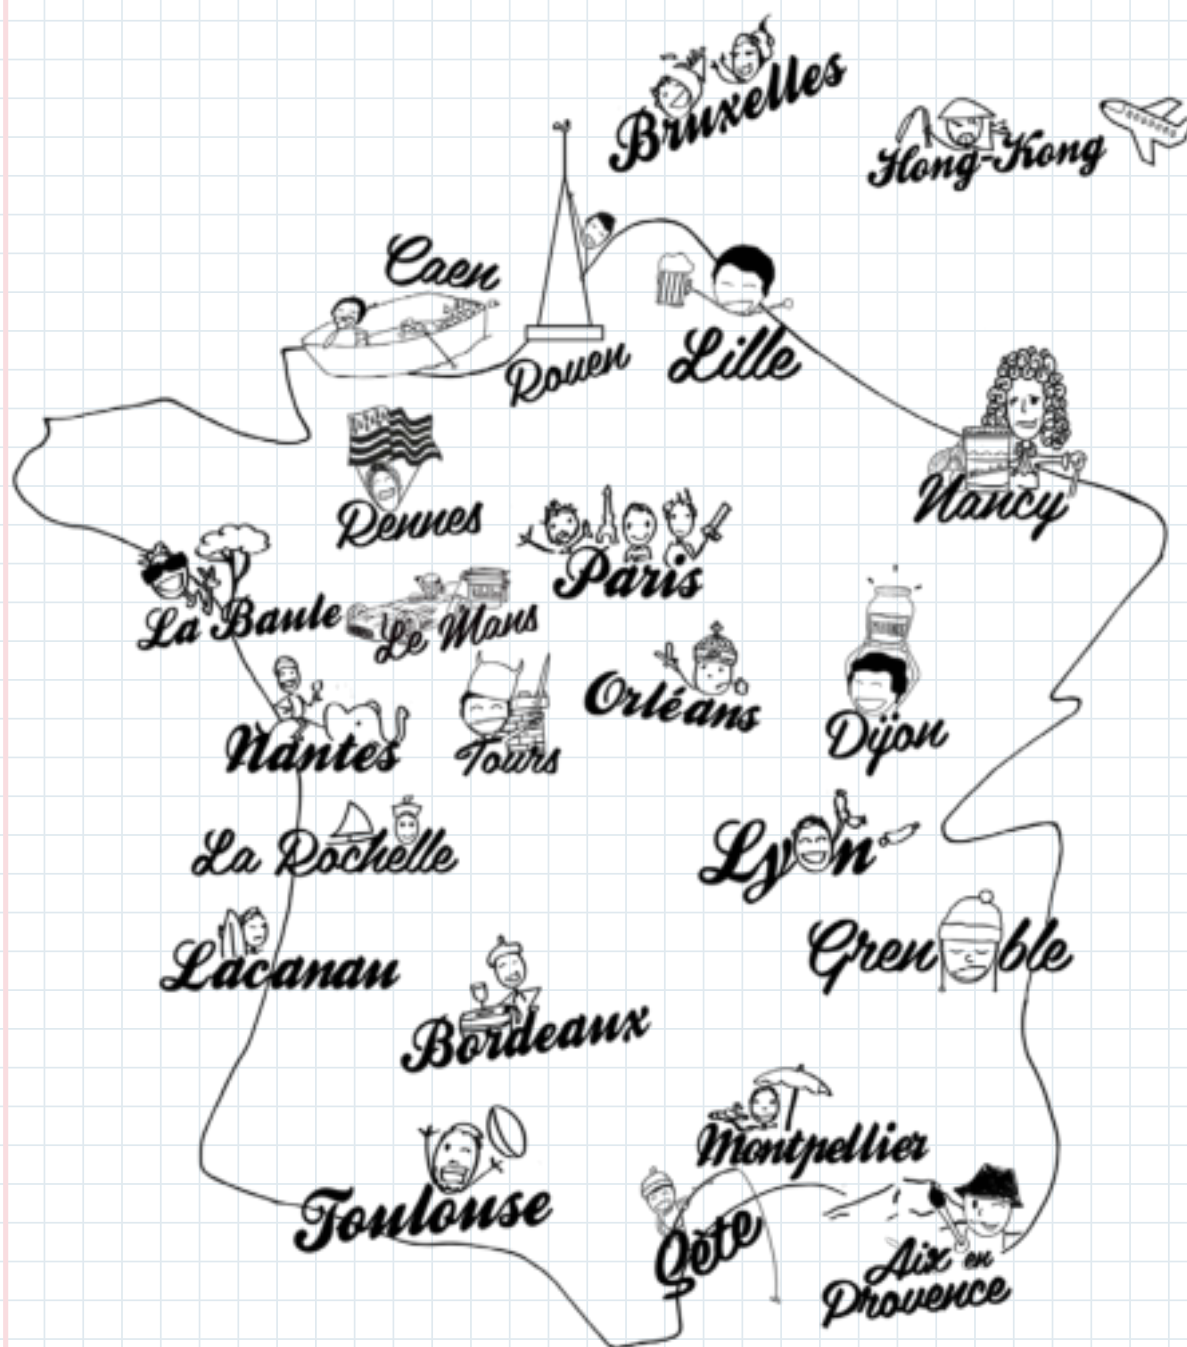 Bruxelles
Hong-Kong
Caen
Rouen
Lille
Rennes
Nancy
Paris
La Baule
Le Mans
Orléans
Nantes
Tours
Dijon
La Rochelle
Lyon
Lacanau
Grenoble
Bordeaux
Montpellier
Toulouse
Sète
Aix en
Provence